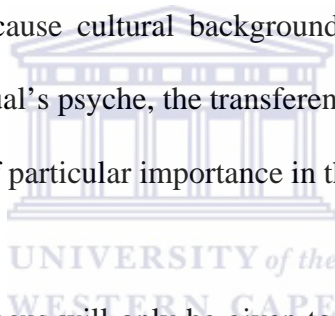 cause cultural background
ual's psyche, the transferen
f particular importance in th
UNIVERSITY of the
WESTERN CAPE
will only be given to